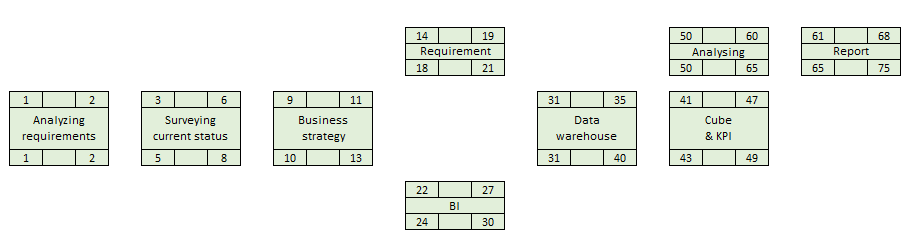 14 19
Requirement
18 21
50 60
Analysing
50 65
61 68
Report
65 75
1 2
Analyzing
requirements
1 2
3 6
Surveying
current status
5 8
9 11
Business
strategy
10 13
31 35
Data
warehouse
31 40
41 47
Cube
& KPI
43 49
22 27
BI
24 30